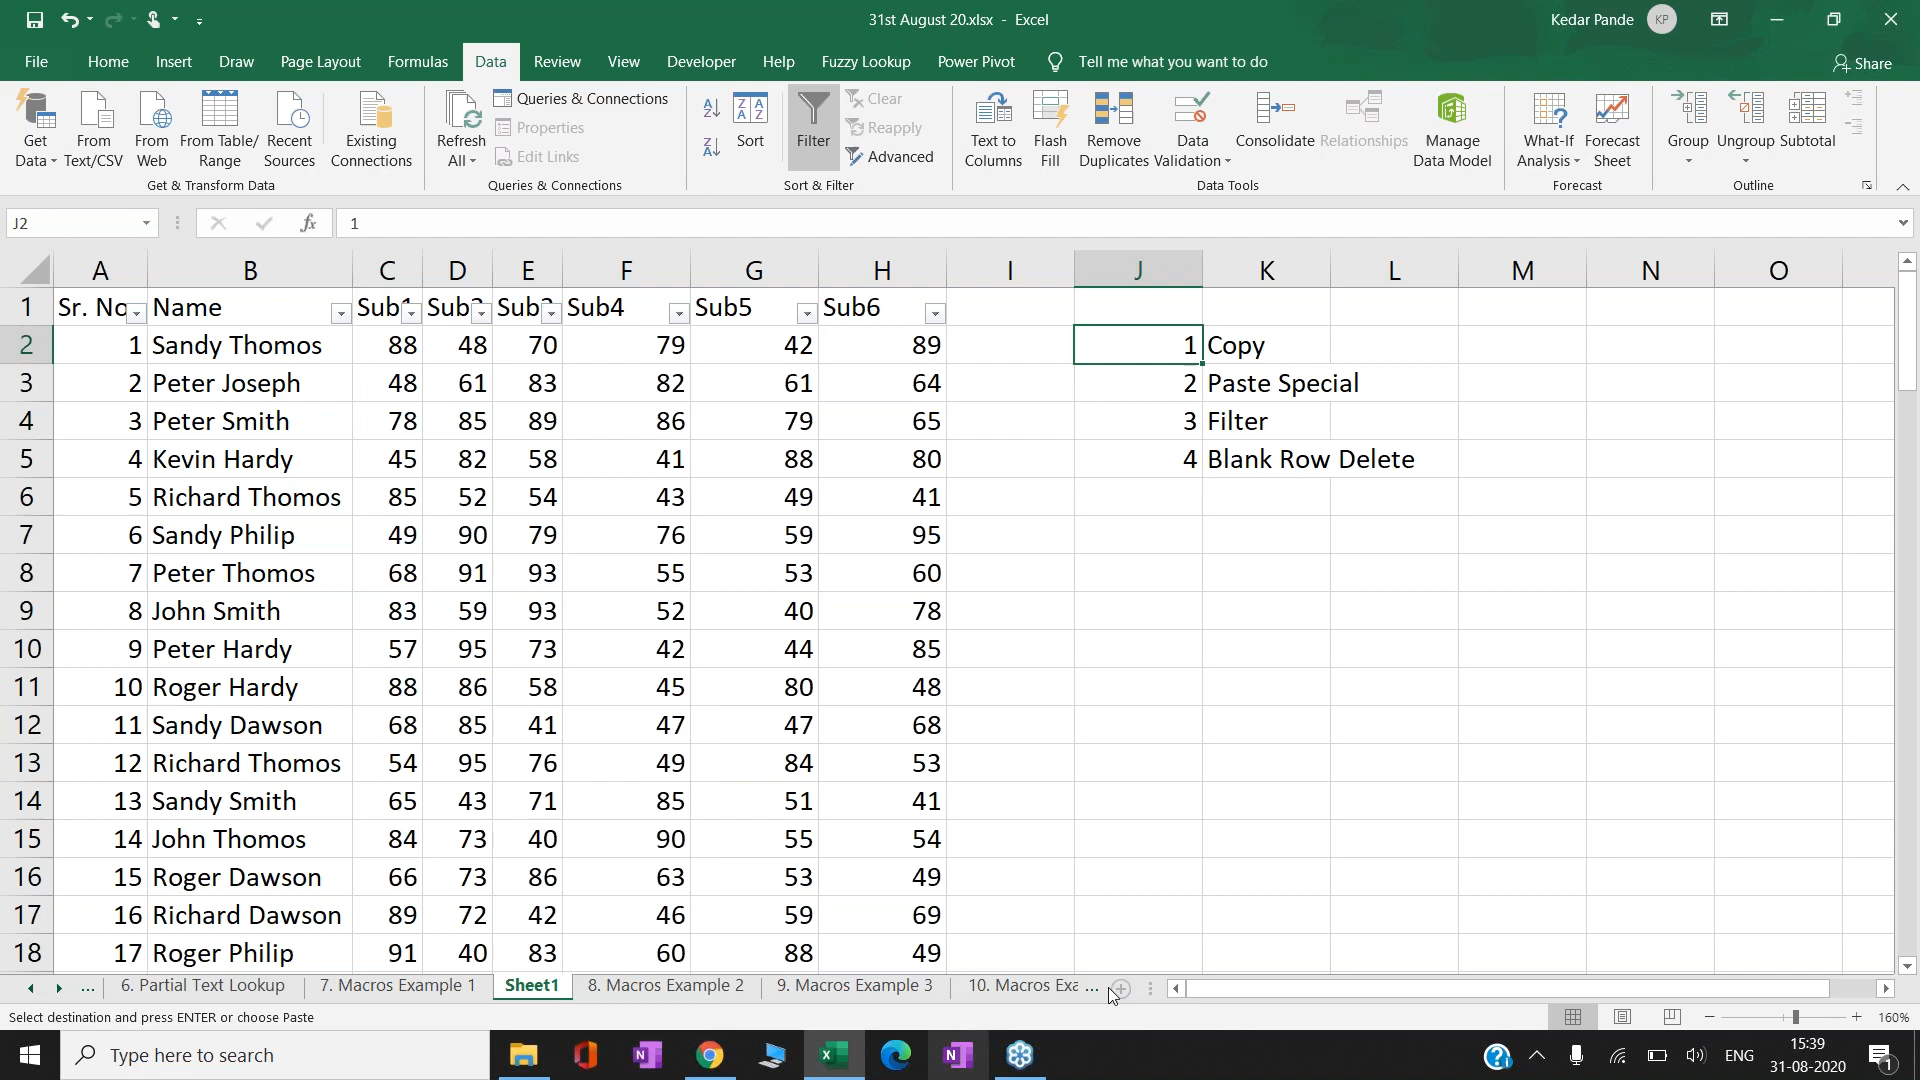 31st August 20.xlsx - Excel
Kedar Pande KP
File Home Insert Draw Page Layout Formulas Data Review View Developer Help Fuzzy Lookup Power Pivot Tell me what you want to do Share
Get Data
From Text/CSV
From Web
From Table/ Range
Recent Sources
Existing Connections
Get & Transform Data
Refresh All
Queries & Connections
Properties
Edit Links
Queries & Connections
Sort
Filter
Clear
Reapply
Advanced
Sort & Filter
Text to Columns
Flash Fill
Remove Duplicates
Data Validation
Consolidate
Relationships
Manage Data Model
Data Tools
What-If Analysis
Forecast Sheet
Forecast
Group
Ungroup
Subtotal
Outline
J2 fx 1
A B C D E F G H I J K L M N O
1 Sr. No Name Sub1 Sub2 Sub3 Sub4 Sub5 Sub6
2 1 Sandy Thomos 88 48 70 79 42 89 1 Copy
3 2 Peter Joseph 48 61 83 82 61 64 2 Paste Special
4 3 Peter Smith 78 85 89 86 79 65 3 Filter
5 4 Kevin Hardy 45 82 58 41 88 80 4 Blank Row Delete
6 5 Richard Thomos 85 52 54 43 49 41
7 6 Sandy Philip 49 90 79 76 59 95
8 7 Peter Thomos 68 91 93 55 53 60
9 8 John Smith 83 59 93 52 40 78
10 9 Peter Hardy 57 95 73 42 44 85
11 10 Roger Hardy 88 86 58 45 80 48
12 11 Sandy Dawson 68 85 41 47 47 68
13 12 Richard Thomos 54 95 76 49 84 53
14 13 Sandy Smith 65 43 71 85 51 41
15 14 John Thomos 84 73 40 90 55 54
16 15 Roger Dawson 66 73 86 63 53 49
17 16 Richard Dawson 89 72 42 46 59 69
18 17 Roger Philip 91 40 83 60 88 49
... 6. Partial Text Lookup 7. Macros Example 1 Sheet1 8. Macros Example 2 9. Macros Example 3 10. Macros Exa ...
Select destination and press ENTER or choose Paste 160%
Type here to search
ENG
15:39
31-08-2020
1